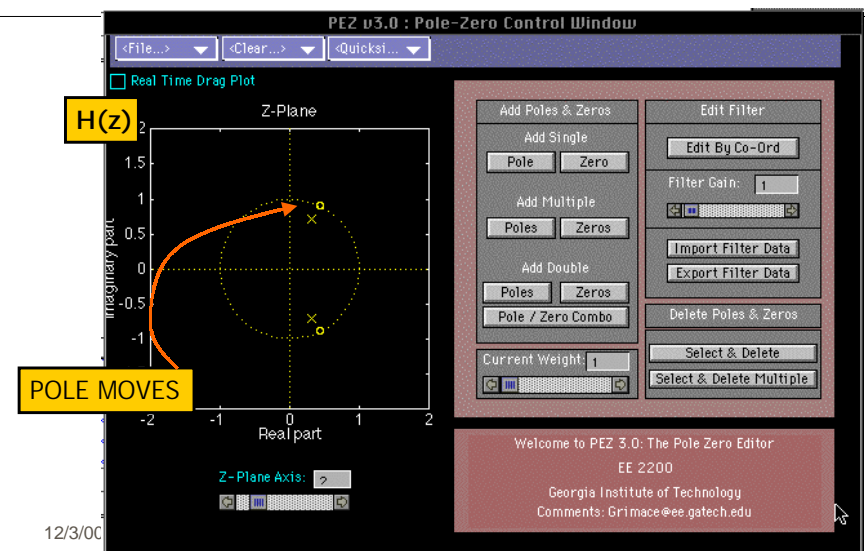 PEZ v3.0 : Pole-Zero Control Window
<File...> <Clear...> <Quicksi...
Real Time Drag Plot
H(z)
Z-Plane
2
1.5
1
0.5
0
-0.5
-1
Imaginary part
POLE MOVES
-2 -1 0 1 2
Real part
Z-Plane Axis: 2
12/3/00
Add Poles & Zeros
Add Single
Pole Zero
Add Multiple
Poles Zeros
Add Double
Poles Zeros
Pole / Zero Combo
Current Weight: 1
Edit Filter
Edit By Co-Ord
Filter Gain: 1
Import Filter Data
Export Filter Data
Delete Poles & Zeros
Select & Delete
Select & Delete Multiple
Welcome to PEZ 3.0: The Pole Zero Editor
EE 2200
Georgia Institute of Technology
Comments: Grimace@ee.gatech.edu